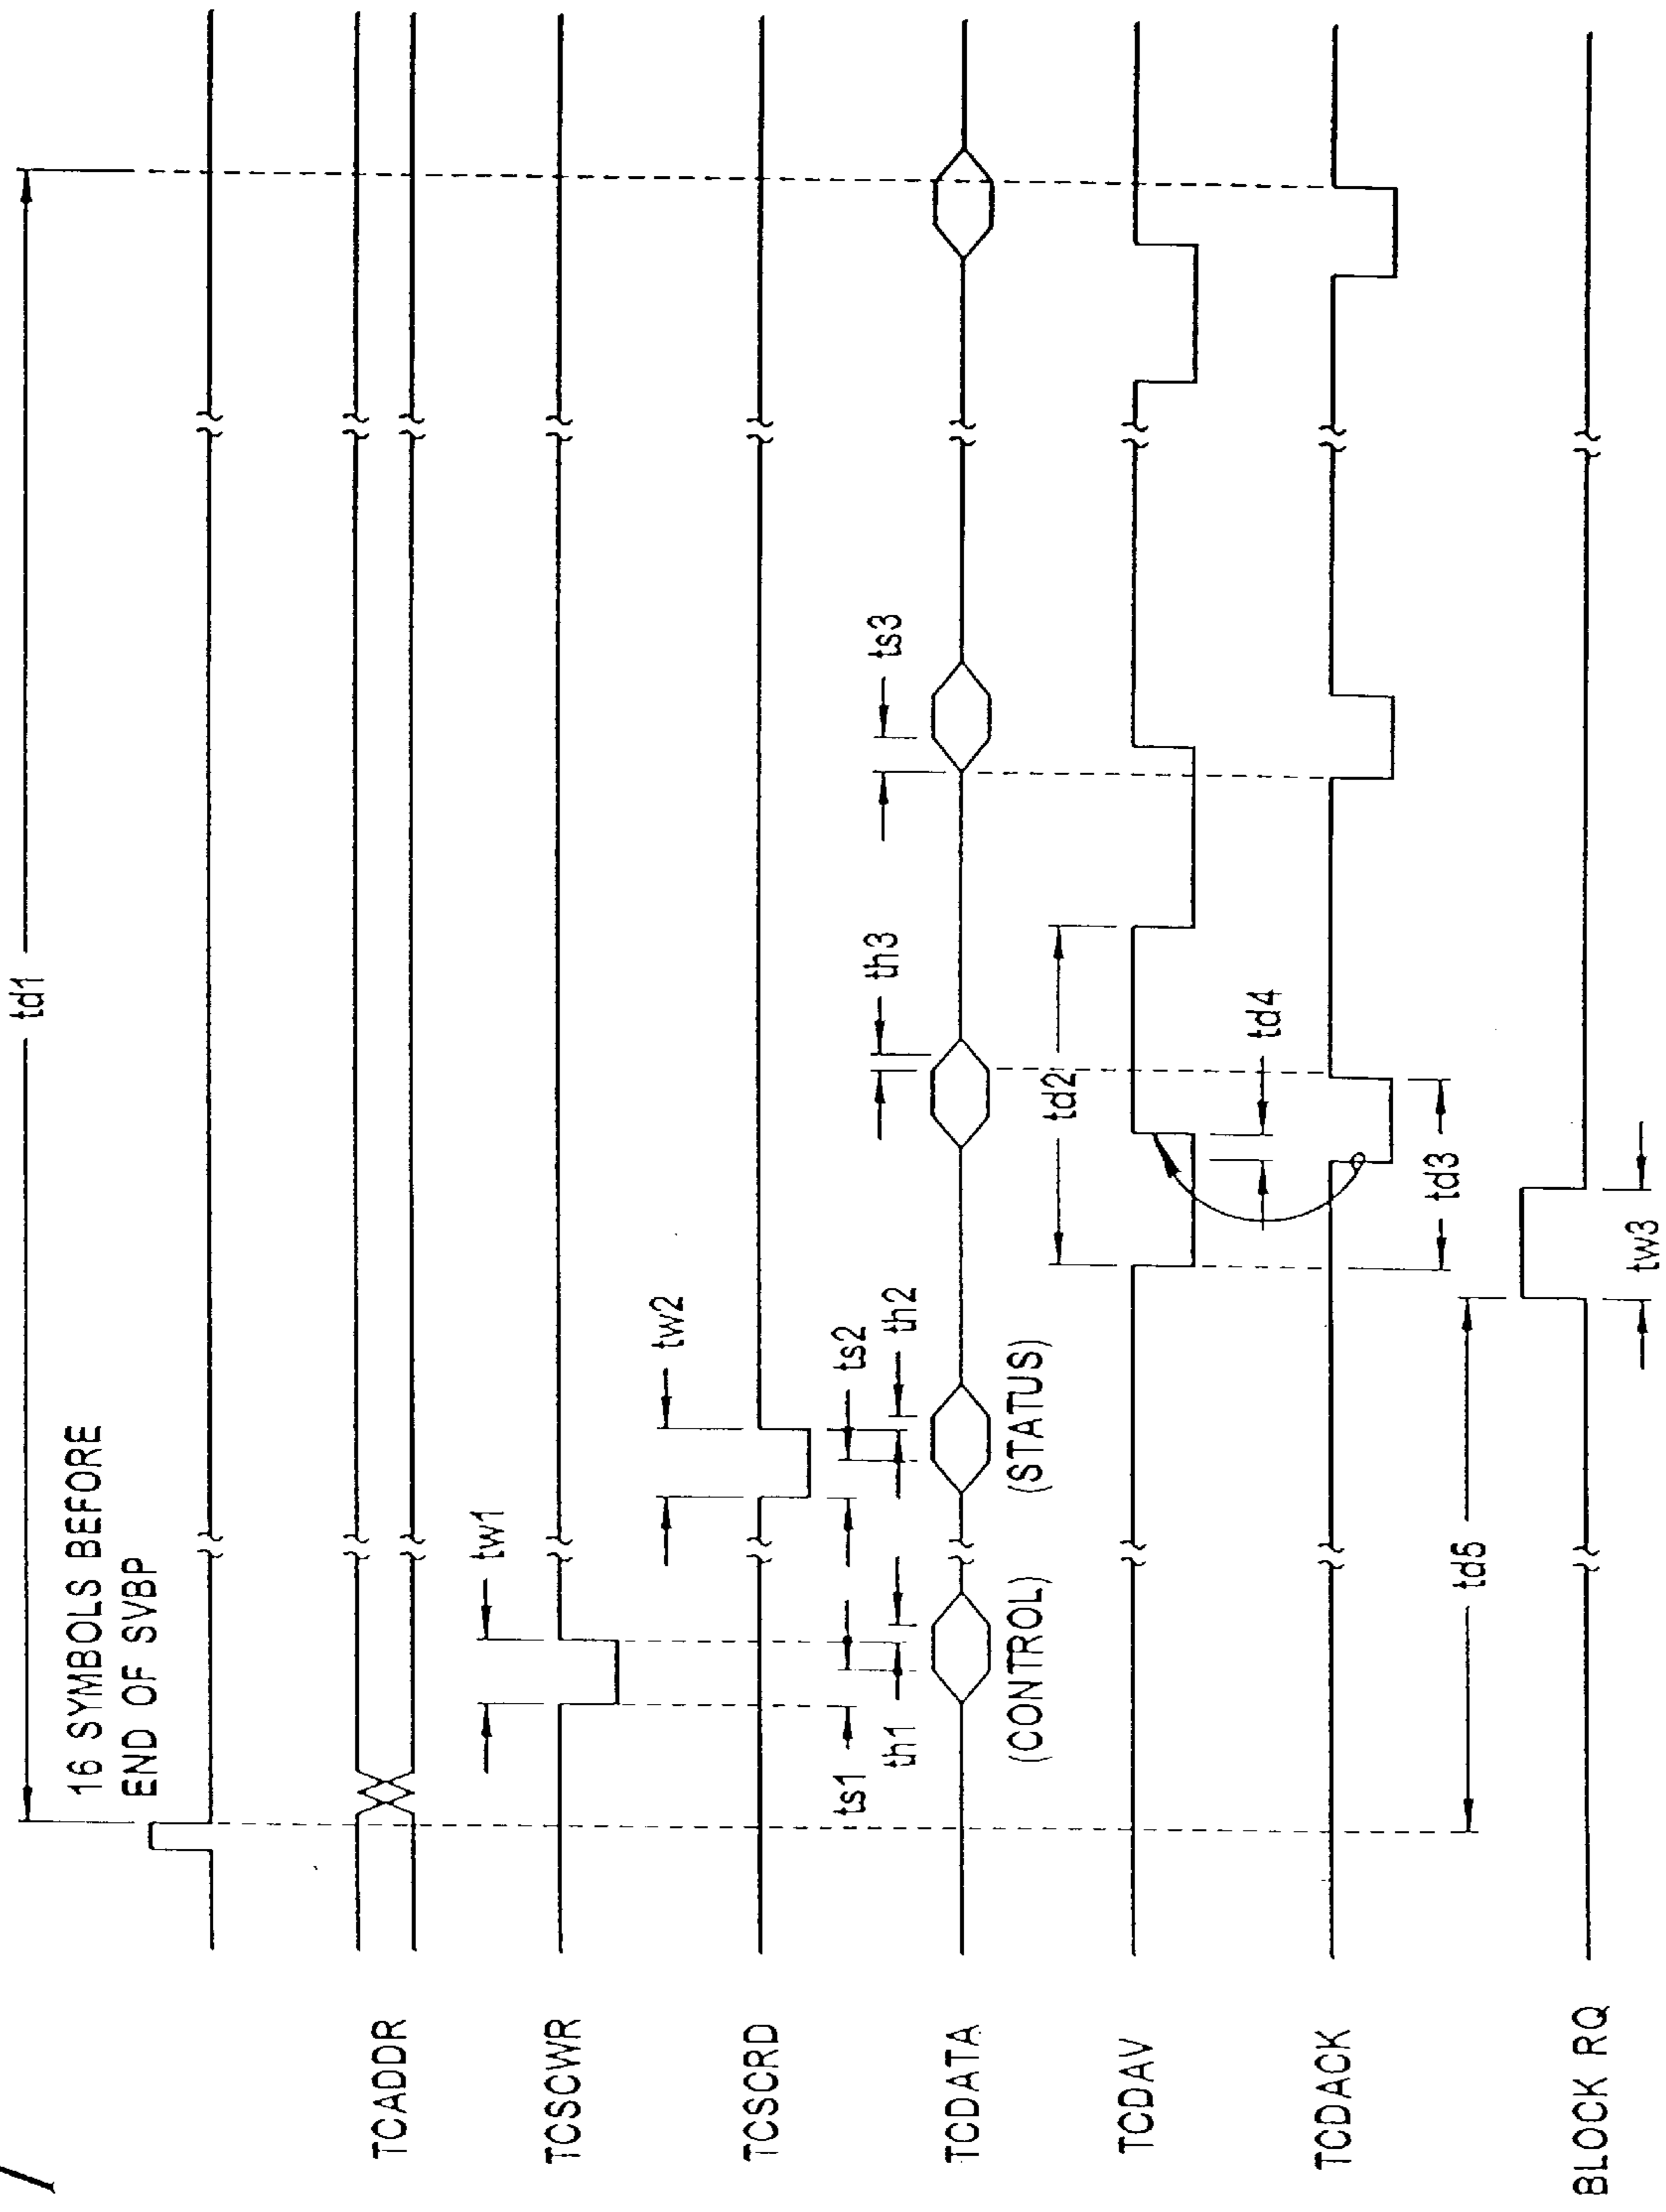 td1
16 SYMBOLS BEFORE
END OF SVBP
TCADDR
TCSCWR
tw1
TCSCRD
tw2
ts1
ts2
th1
th2
th3
ts3
TCDATA
(CONTROL)
(STATUS)
td2
TCDAV
td4
TCDACK
td3
td5
BLOCK RQ
tw3